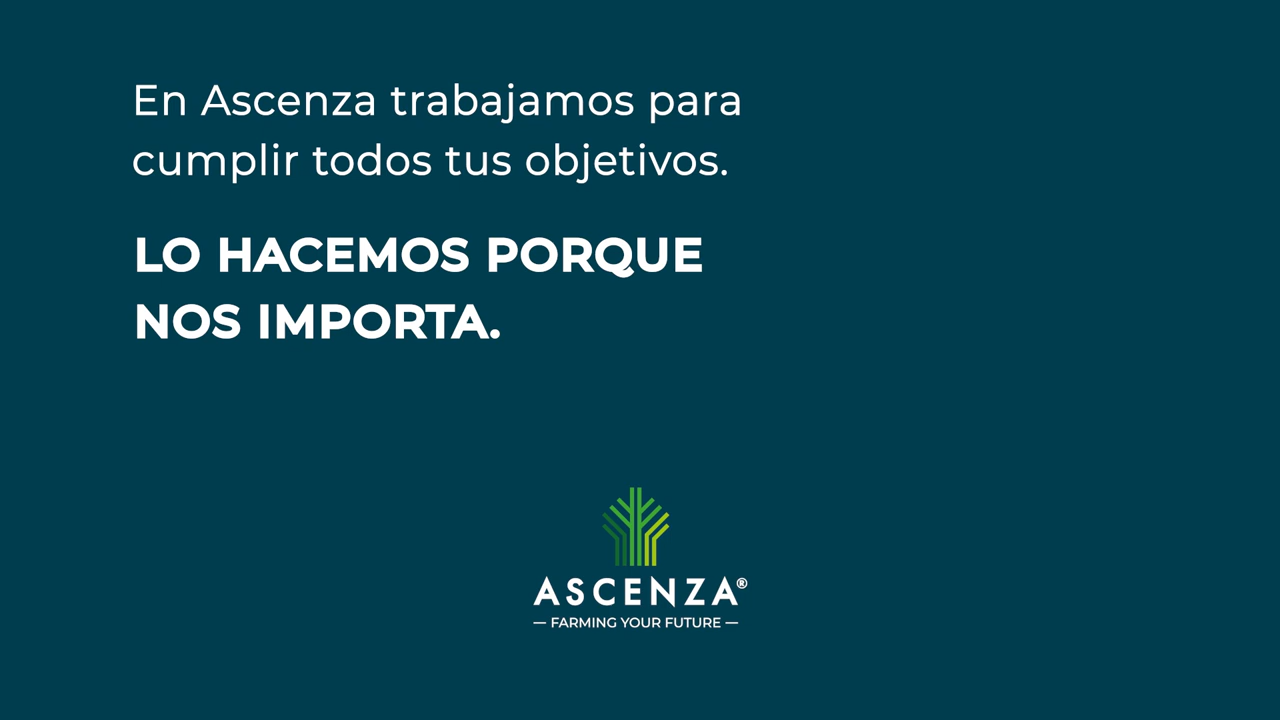 En Ascenza trabajamos para
cumplir todos tus objetivos.
LO HACEMOS PORQUE
NOS IMPORTA.
ASCENZA®
— FARMING YOUR FUTURE —